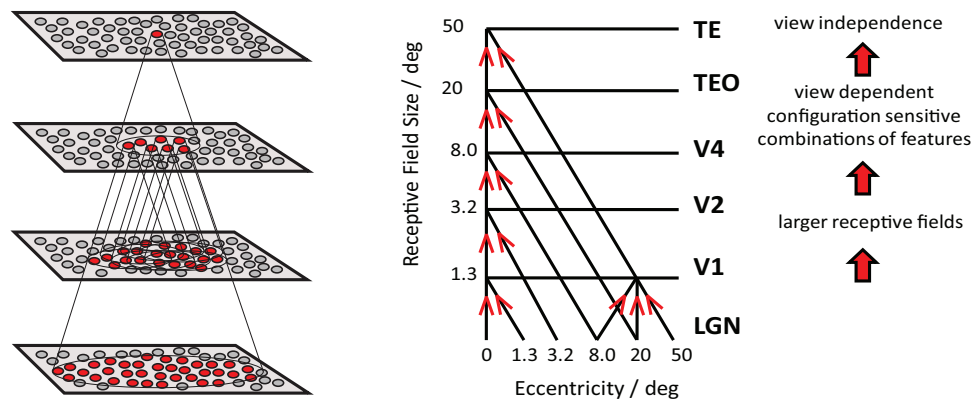 Receptive Field Size / deg
50
20
8.0
3.2
1.3
TE
TEO
V4
V2
V1
LGN
0 1.3 3.2 8.0 20 50
Eccentricity / deg
view independence
view dependent
configuration sensitive
combinations of features
larger receptive fields